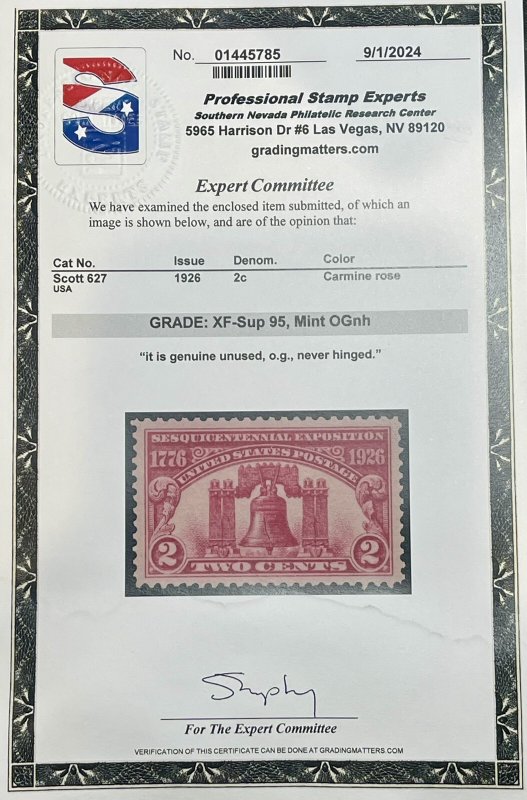 No. 01445785 9/1/2024
Professional Stamp Experts
Southern Nevada Philatelic Research Center
5965 Harrison Dr #6 Las Vegas, NV 89120
gradingmatters.com
Expert Committee
We have examined the enclosed item submitted, of which an
image is shown below, and are of the opinion that:
Cat No. Issue Denom. Color
Scott 627 1926 2c Carmine rose
USA
GRADE: XF-Sup 95, Mint OGnh
“it is genuine unused, o.g., never hinged.”
SESQUICENTENNIAL EXPOSITION
1776 1926
UNITED STATES POSTAGE
2 2
TWO CENTS
For The Expert Committee
VERIFICATION OF THIS CERTIFICATE CAN BE DONE AT GRADINGMATTERS.COM